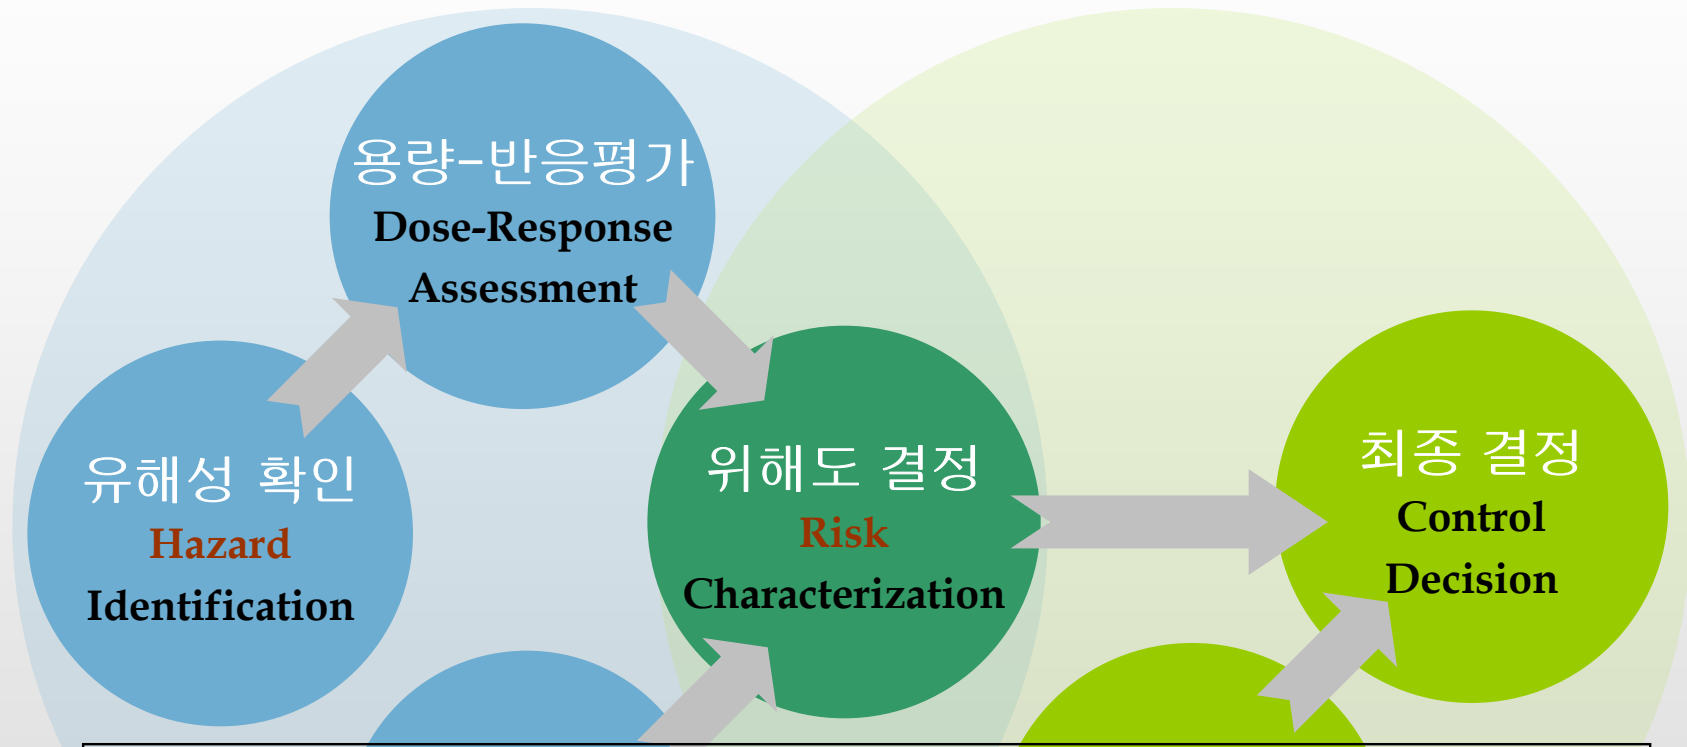 용량-반응평가
Dose-Response
Assessment
유해성 확인
Hazard
Identification
위해도 결정
Risk
Characterization
최종 결정
Control
Decision